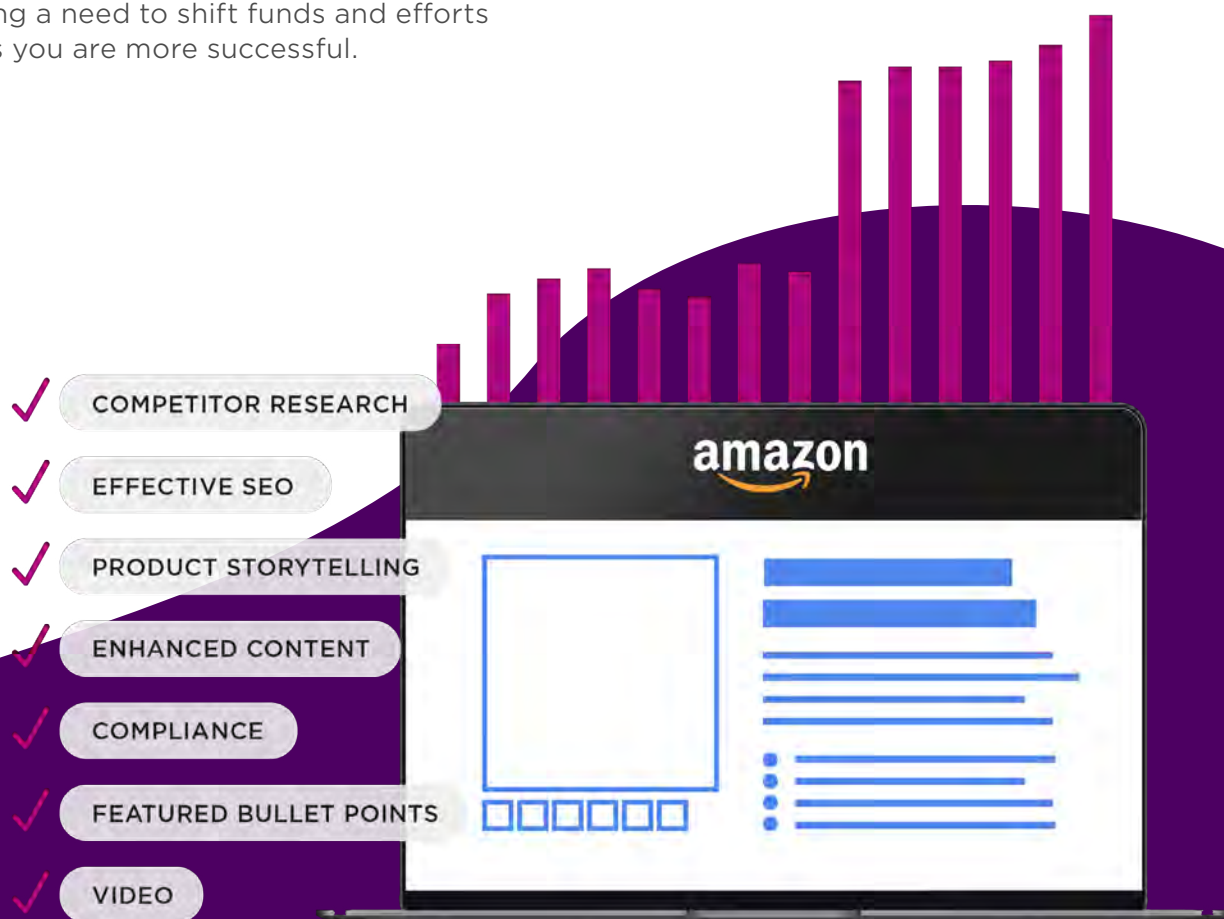 ng a need to shift funds and efforts
s you are more successful.
COMPETITOR RESEARCH
amazon
EFFECTIVE SEO
PRODUCT STORYTELLING
ENHANCED CONTENT
COMPLIANCE
FEATURED BULLET POINTS
VIDEO